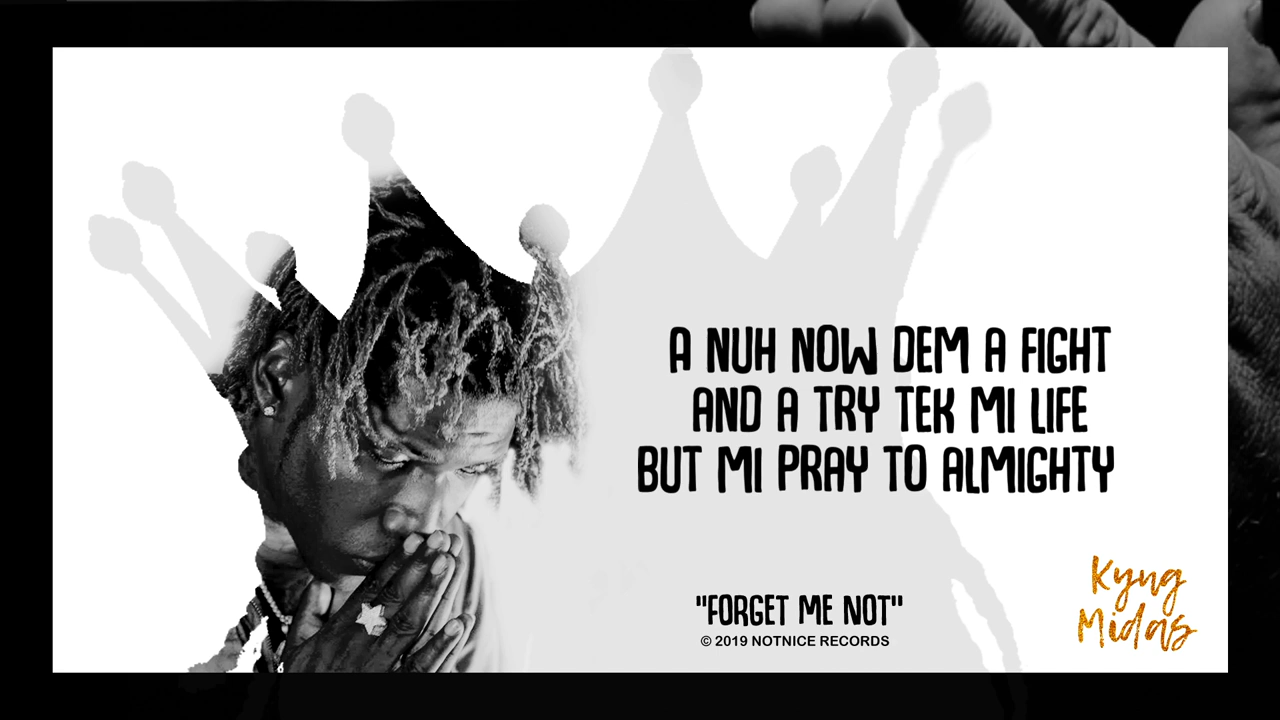 A NUH NOW DEM A FIGHT
AND A TRY TEK MI LIFE
BUT MI PRAY TO ALMIGHTY
"FORGET ME NOT"
© 2019 NOTNICE RECORDS
Kyng
Midas